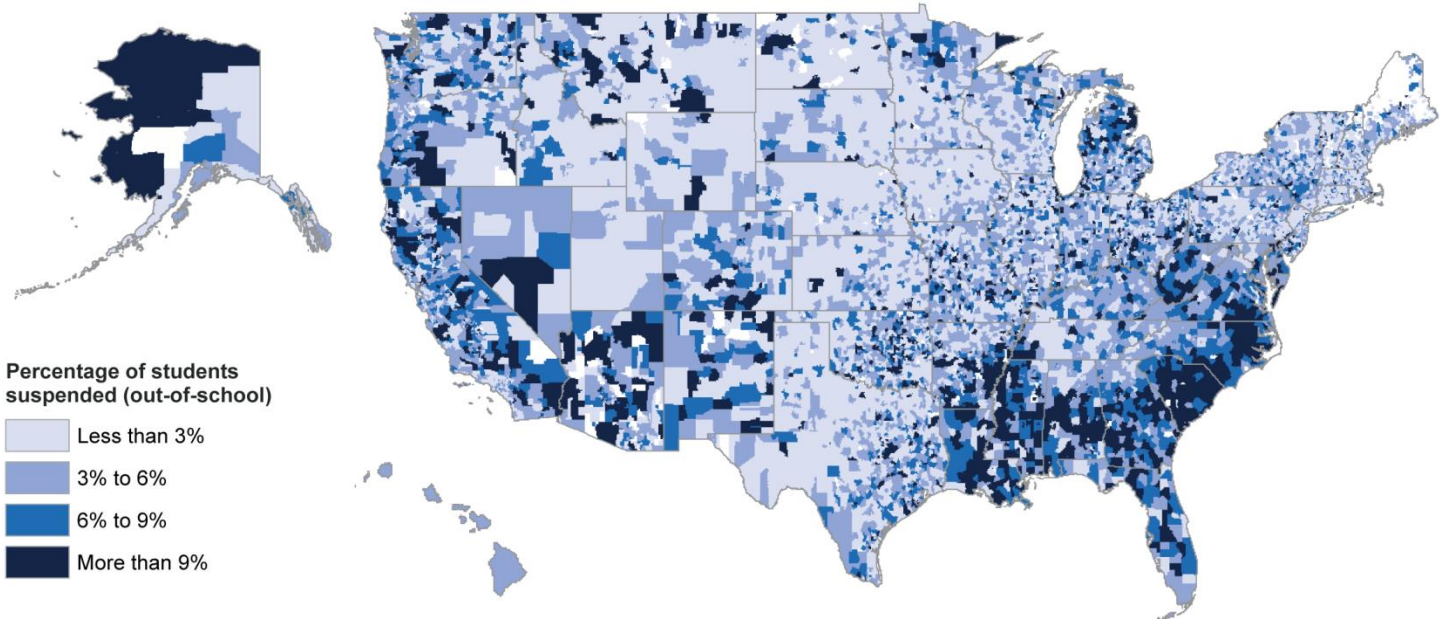 Percentage of students
suspended (out-of-school)
Less than 3%
3% to 6%
6% to 9%
More than 9%